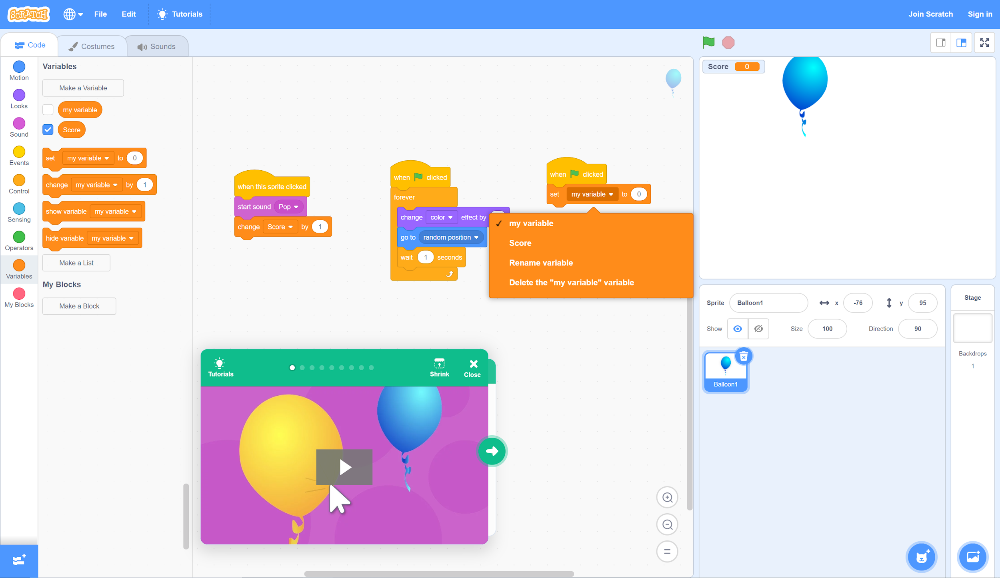 SCRATCH
File
Edit
Tutorials
Join Scratch
Sign in
Code
Costumes
Sounds
Motion
Looks
Sound
Events
Control
Sensing
Operators
Variables
My Blocks
Variables
Make a Variable
my variable
Score
set my variable to 0
change my variable by 1
show variable my variable
hide variable my variable
Make a List
My Blocks
Make a Block
when this sprite clicked
start sound Pop
change Score by 1
when clicked
forever
change color effect by
go to random position
wait 1 seconds
when clicked
set my variable to 0
✓ my variable
Score
Rename variable
Delete the "my variable" variable
Tutorials
Shrink
Close
Score 0
Sprite Balloon1 x -76 y 95
Show Size 100 Direction 90
Balloon1
Stage
Backdrops
1